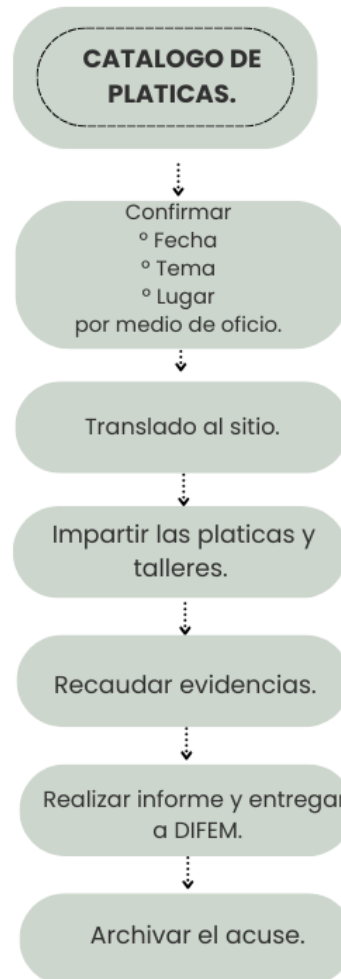 CATALOGO DE
PLATICAS.
Confirmar
° Fecha
° Tema
° Lugar
por medio de oficio.
Translado al sitio.
Impartir las platicas y
talleres.
Recaudar evidencias.
Realizar informe y entregar
a DIFEM.
Archivar el acuse.